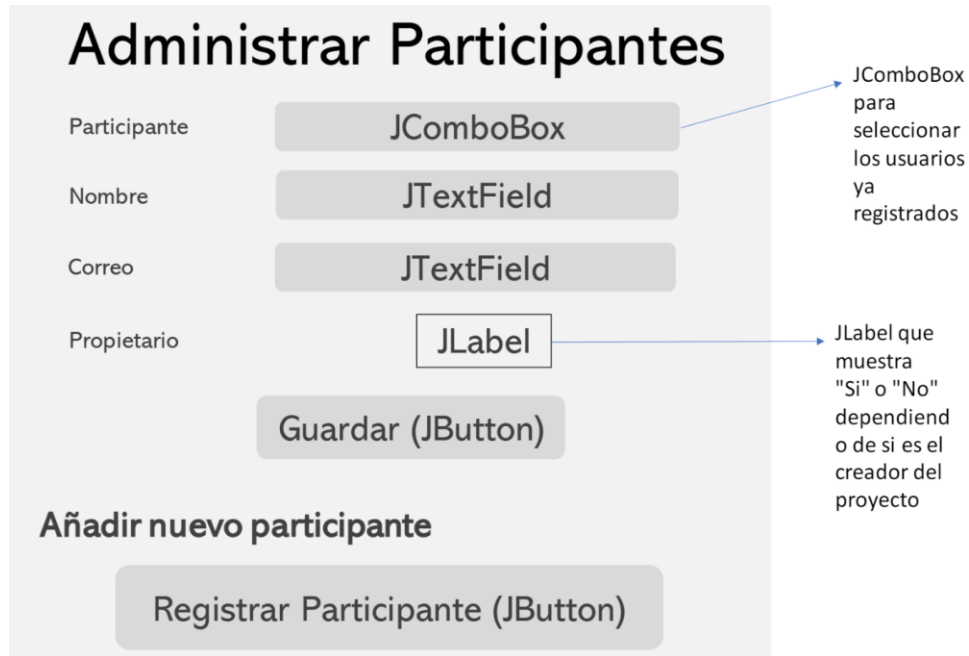 Administrar Participantes
Participante
JComboBox
Nombre
JTextField
Correo
JTextField
Propietario
JLabel
Guardar (JButton)
Añadir nuevo participante
Registrar Participante (JButton)
JComboBox
para
seleccionar
los usuarios
ya
registrados
JLabel que
muestra
"Si" o "No"
dependiend
o de si es el
creador del
proyecto